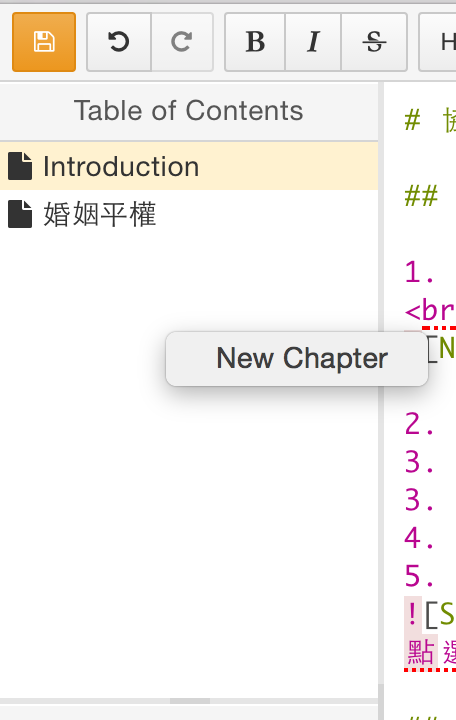 B I S H
Table of Contents
Introduction
婚姻平權
New Chapter
#
##
1.
<br
[N
2.
3.
3.
4.
5.
![S
點選
##